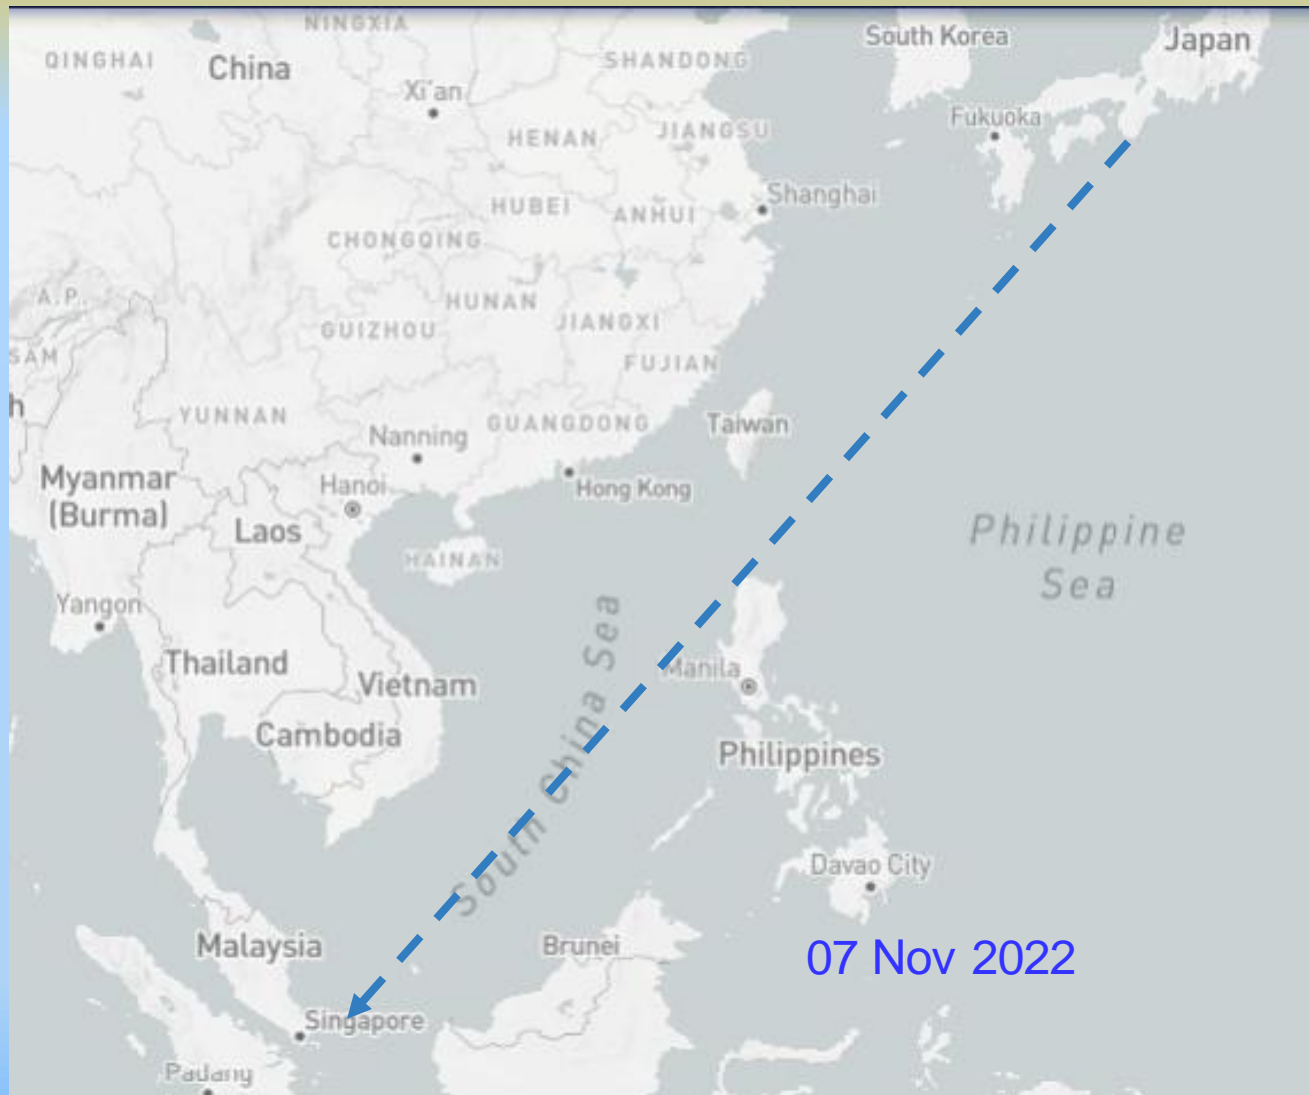 NINGXIA
South Korea
Japan
QINGHAI
China
SHANDONG
Xi'an
Fukuoka
HENAN
JIANGSU
Shanghai
HUBEI
ANHUI
CHONGQING
A.P.
HUNAN
JIANGXI
GUIZHOU
SAM
FUJIAN
h
YUNNAN
GUANGDONG
Taiwan
Nanning
Myanmar
(Burma)
Hanoi
Hong Kong
Laos
Philippine
Sea
HAINAN
Yangon
South China Sea
Thailand
Manila
Vietnam
Cambodia
Philippines
Davao City
Malaysia
Brunei
07 Nov 2022
Singapore
Padang